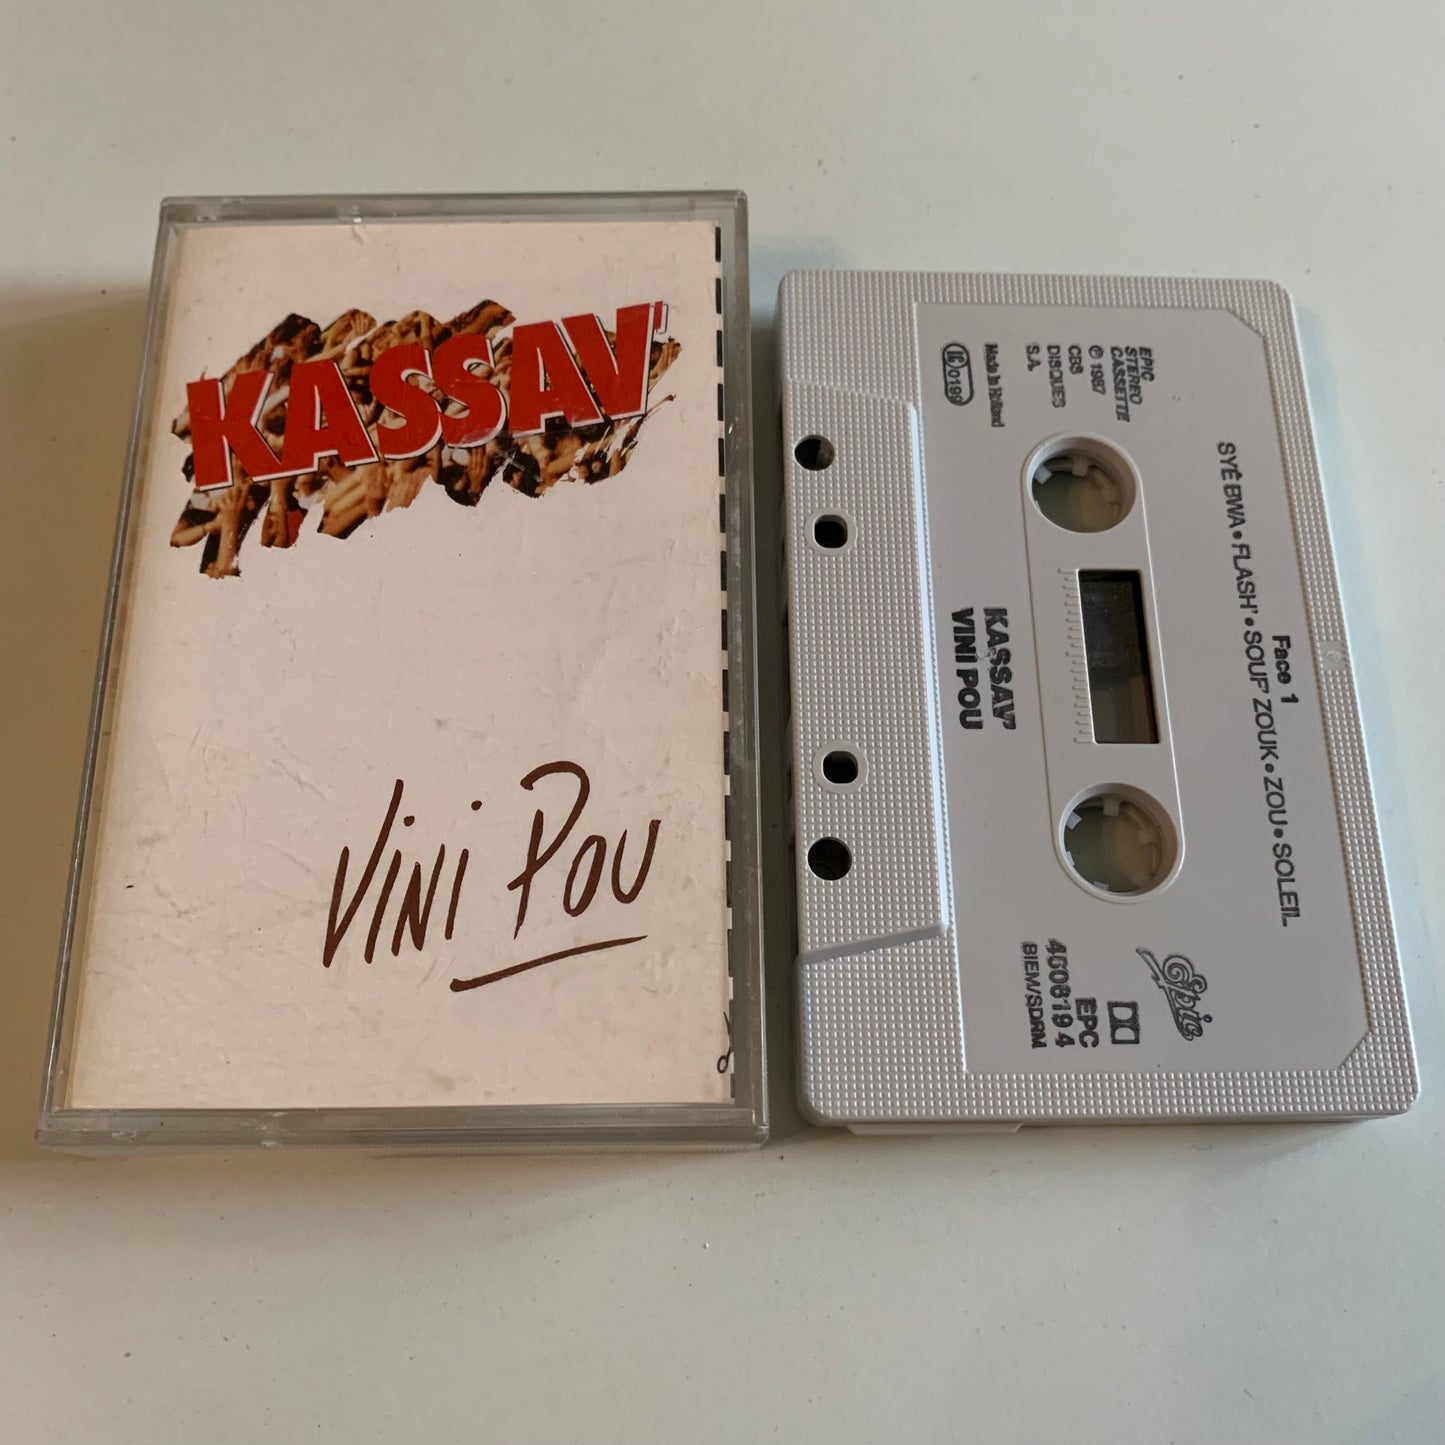 KASSAV'
Vini Pou
EPIC
STEREO
CASSETTE
℗ 1987
CBS
DISQUES
S.A.
Made in Holland
0199
Face 1
SYÉ BWA • FLASH' • SOUF' ZOUK • ZOU • SOLEIL
KASSAV'
VINI POU
Epic
EPC
BIEM/SDRM